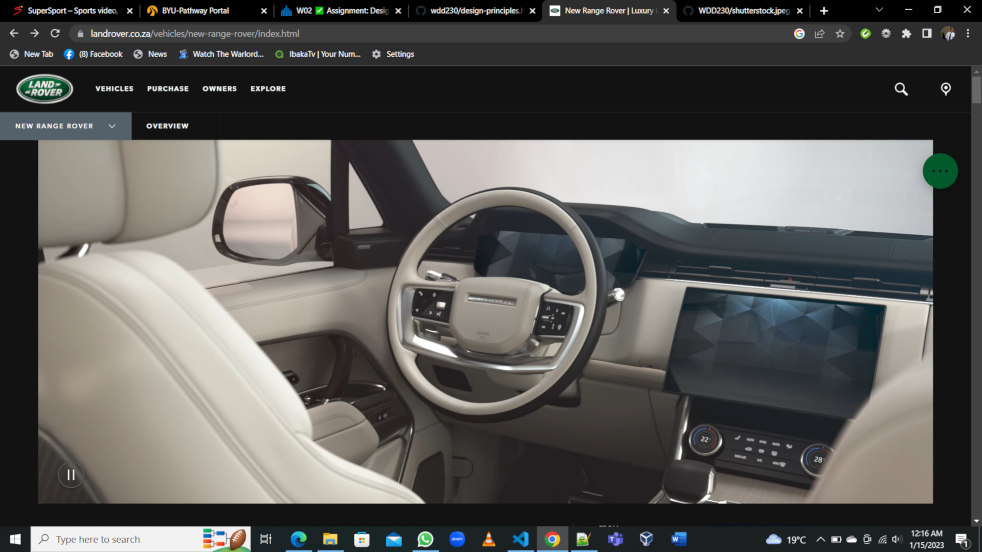 SuperSport – Sports video,
BYU-Pathway Portal
W02 ✅ Assignment: Desig
wdd230/design-principles.h
New Range Rover | Luxury
WDD230/shutterstock.jpeg
landrover.co.za/vehicles/new-range-rover/index.html
New Tab
(8) Facebook
News
Watch The Warlord...
IbakaTv | Your Num...
Settings
LAND ROVER
VEHICLES
PURCHASE
OWNERS
EXPLORE
NEW RANGE ROVER
OVERVIEW
22°
28°
Type here to search
19°C
12:16 AM
1/15/2023
1